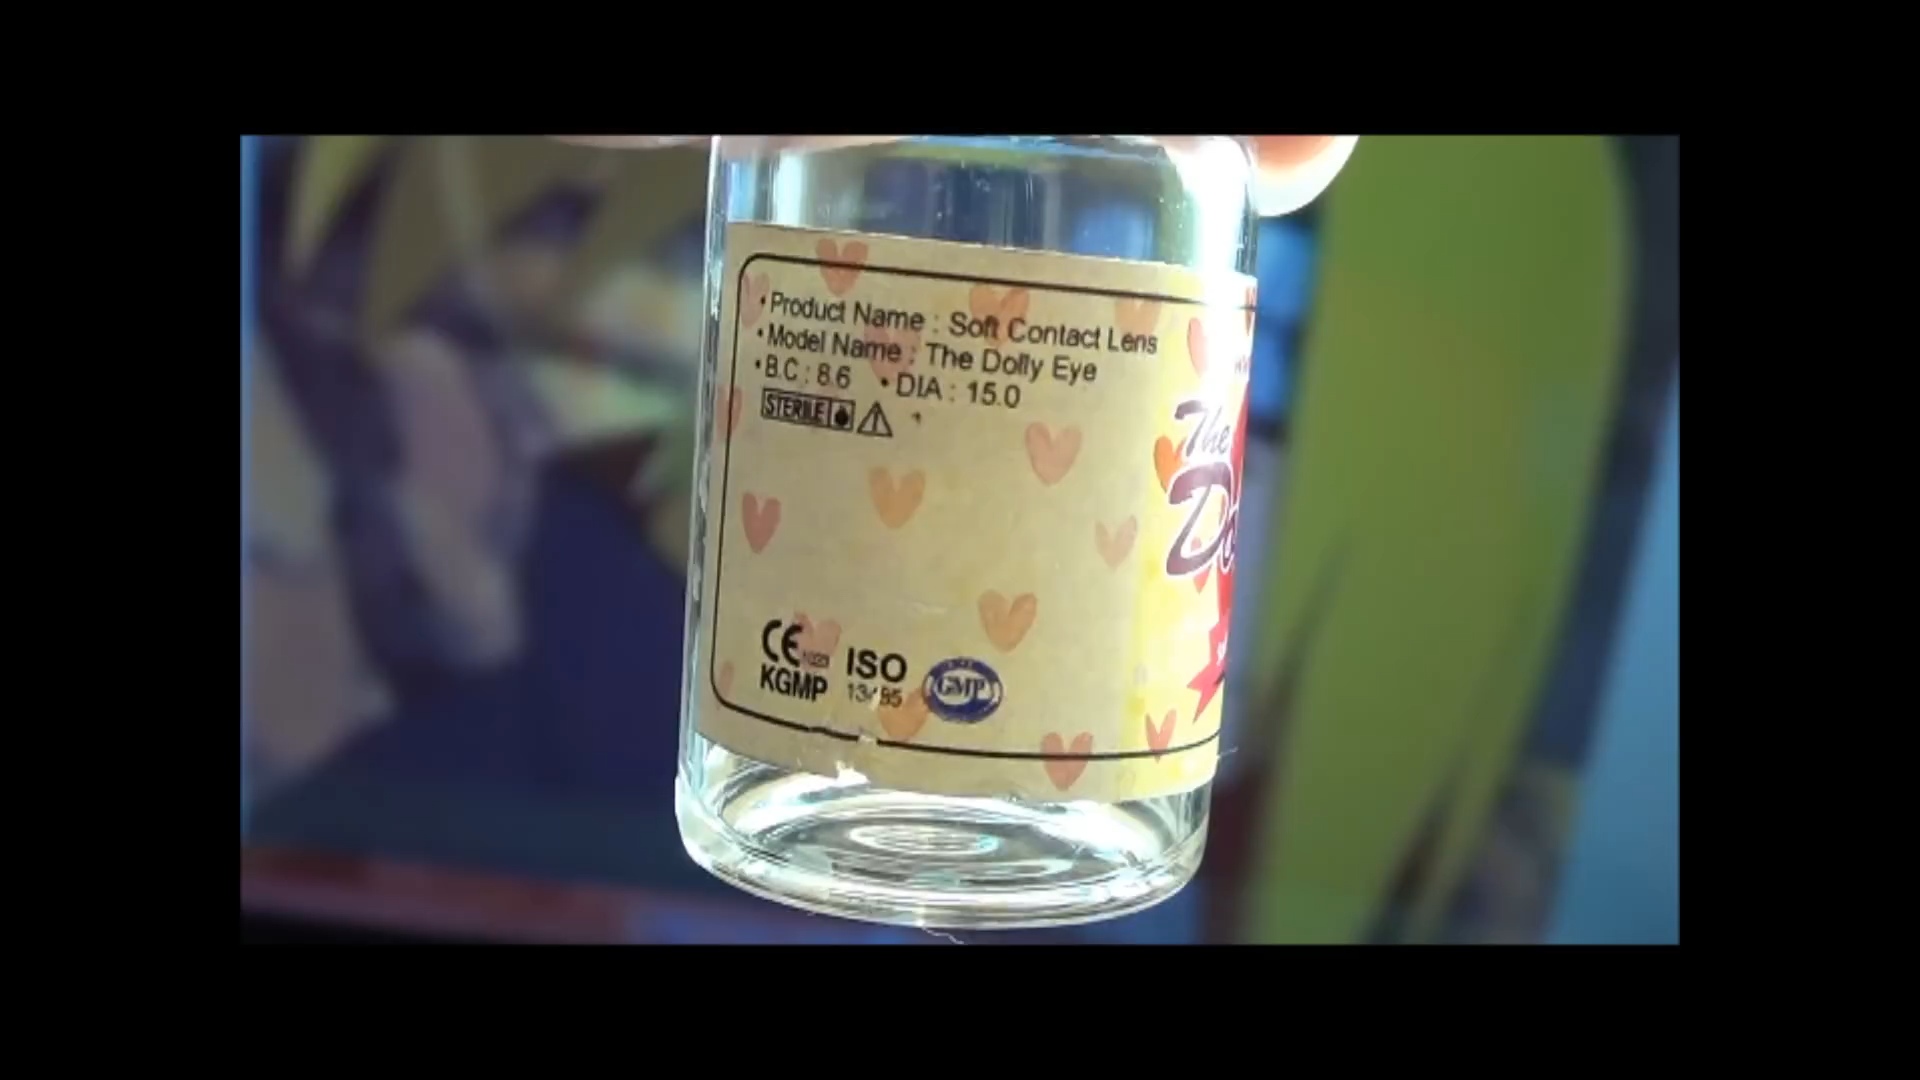 • Product Name : Soft Contact Lens
• Model Name : The Dolly Eye
• B.C : 8.6 • DIA : 15.0
STERILE
The
CE
KGMP
ISO
GMP